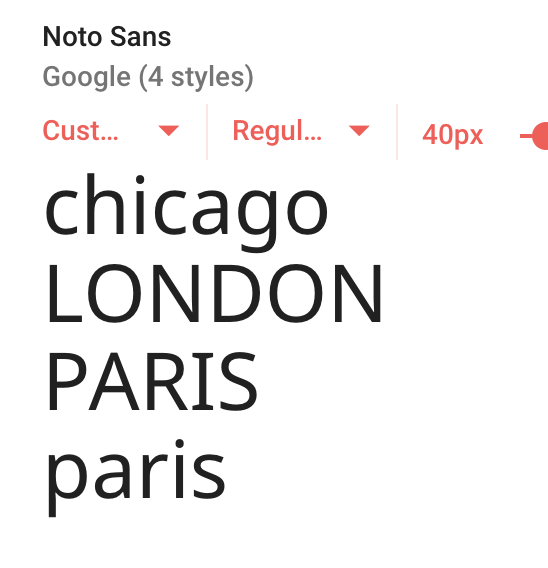 Noto Sans
Google (4 styles)
Cust... Regul... 40px
chicago
LONDON
PARIS
paris